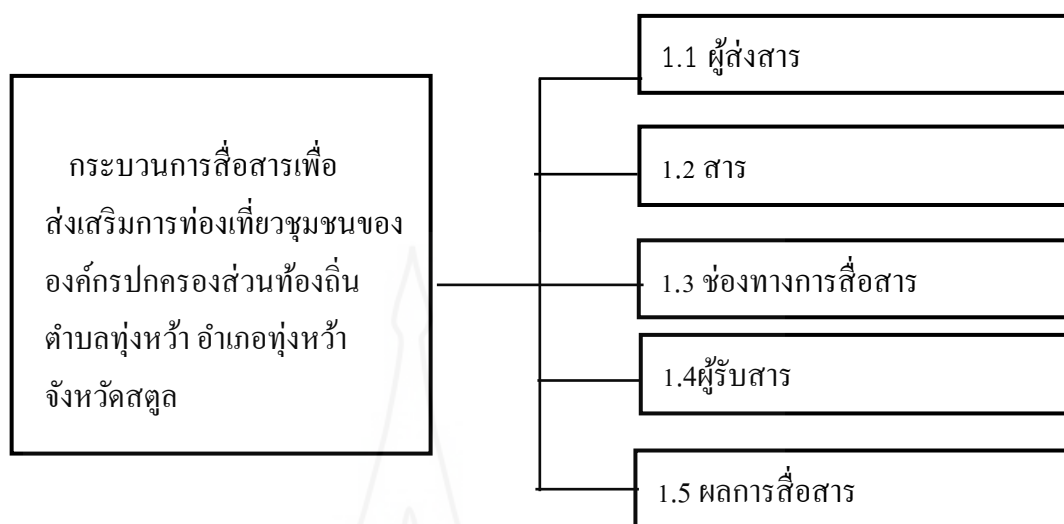 กระบวนการสื่อสารเพื่อ
ส่งเสริมการท่องเที่ยวชุมชนของ
องค์กรปกครองส่วนท้องถิ่น
ตำบลทุ่งหว้า อำเภอทุ่งหว้า
จังหวัดสตูล
1.1 ผู้ส่งสาร
1.2 สาร
1.3 ช่องทางการสื่อสาร
1.4ผู้รับสาร
1.5 ผลการสื่อสาร